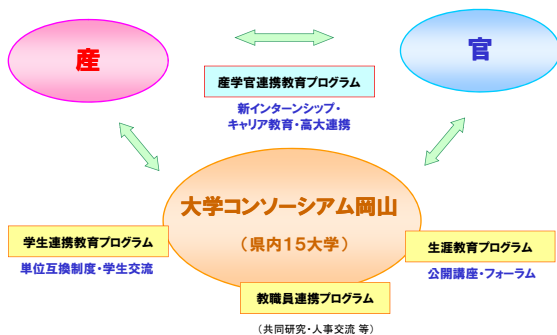 産
官
産学官連携教育プログラム
新インターンシップ・
キャリア教育・高大連携
大学コンソーシアム岡山
（県内15大学）
学生連携教育プログラム
単位互換制度・学生交流
生涯教育プログラム
公開講座・フォーラム
教職員連携プログラム
（共同研究・人事交流 等）